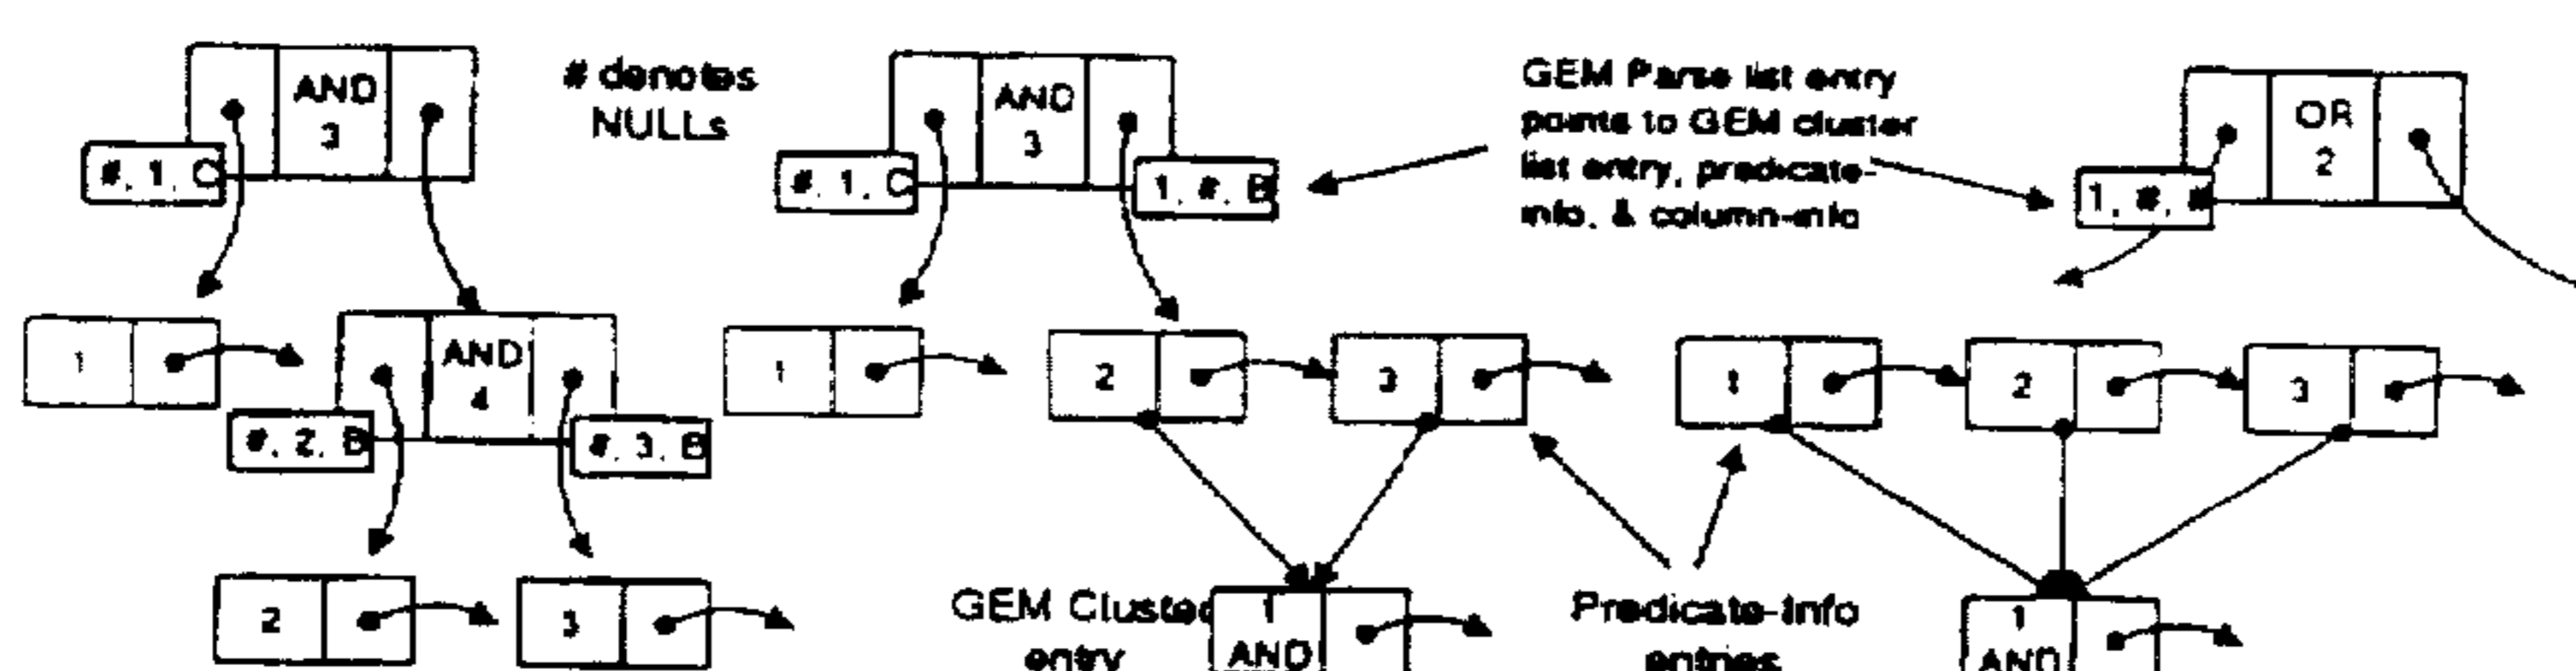 AND
3
# denotes
NULLs
AND
3
GEM Parse list entry
points to GEM cluster
list entry, predicate-
info, & column-info
OR
2
#, 1, C
#, 1, C
1, #, B
1, #, #
1
AND
4
1
2
3
1
2
3
#, 2, B
#, 3, B
2
3
GEM Cluster
entry
1
AND
Predicate-Info
entries
1
AND